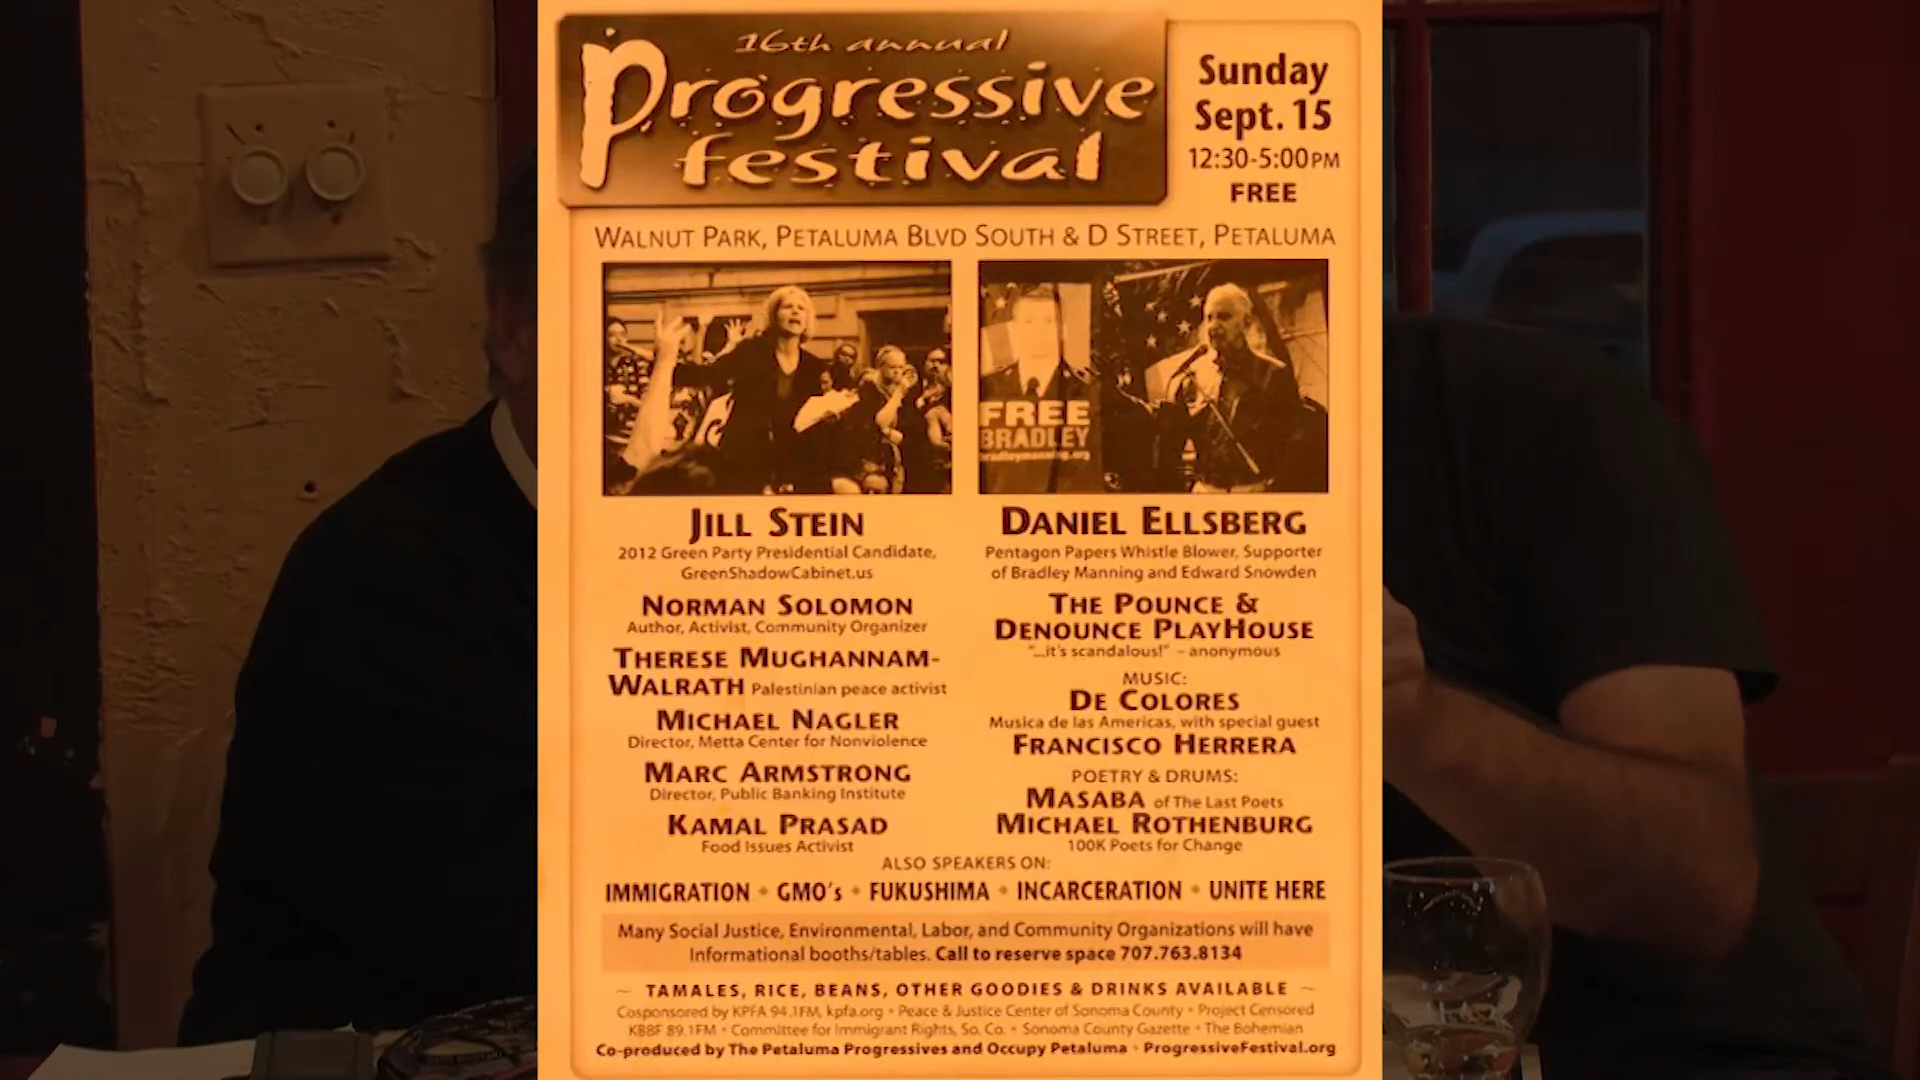 16th annual
Progressive
festival
Sunday
Sept. 15
12:30-5:00PM
FREE
WALNUT PARK, PETALUMA BLVD SOUTH & D STREET, PETALUMA
FREE
BRADLEY
bradleymanning.org
JILL STEIN
2012 Green Party Presidential Candidate,
GreenShadowCabinet.us
NORMAN SOLOMON
Author, Activist, Community Organizer
THERESE MUGHANNAM-
WALRATH Palestinian peace activist
MICHAEL NAGLER
Director, Metta Center for Nonviolence
MARC ARMSTRONG
Director, Public Banking Institute
KAMAL PRASAD
Food Issues Activist
DANIEL ELLSBERG
Pentagon Papers Whistle Blower, Supporter
of Bradley Manning and Edward Snowden
THE POUNCE &
DENOUNCE PLAYHOUSE
"...it's scandalous!" – anonymous
MUSIC:
DE COLORES
Musica de las Americas, with special guest
FRANCISCO HERRERA
POETRY & DRUMS:
MASABA of The Last Poets
MICHAEL ROTHENBURG
100K Poets for Change
ALSO SPEAKERS ON:
IMMIGRATION • GMO's • FUKUSHIMA • INCARCERATION • UNITE HERE
Many Social Justice, Environmental, Labor, and Community Organizations will have
Informational booths/tables. Call to reserve space 707.763.8134
~ TAMALES, RICE, BEANS, OTHER GOODIES & DRINKS AVAILABLE ~
Cosponsored by KPFA 94.1FM, kpfa.org • Peace & Justice Center of Sonoma County • Project Censored
KBBF 89.1FM • Committee for Immigrant Rights, So. Co. • Sonoma County Gazette • The Bohemian
Co-produced by The Petaluma Progressives and Occupy Petaluma • ProgressiveFestival.org